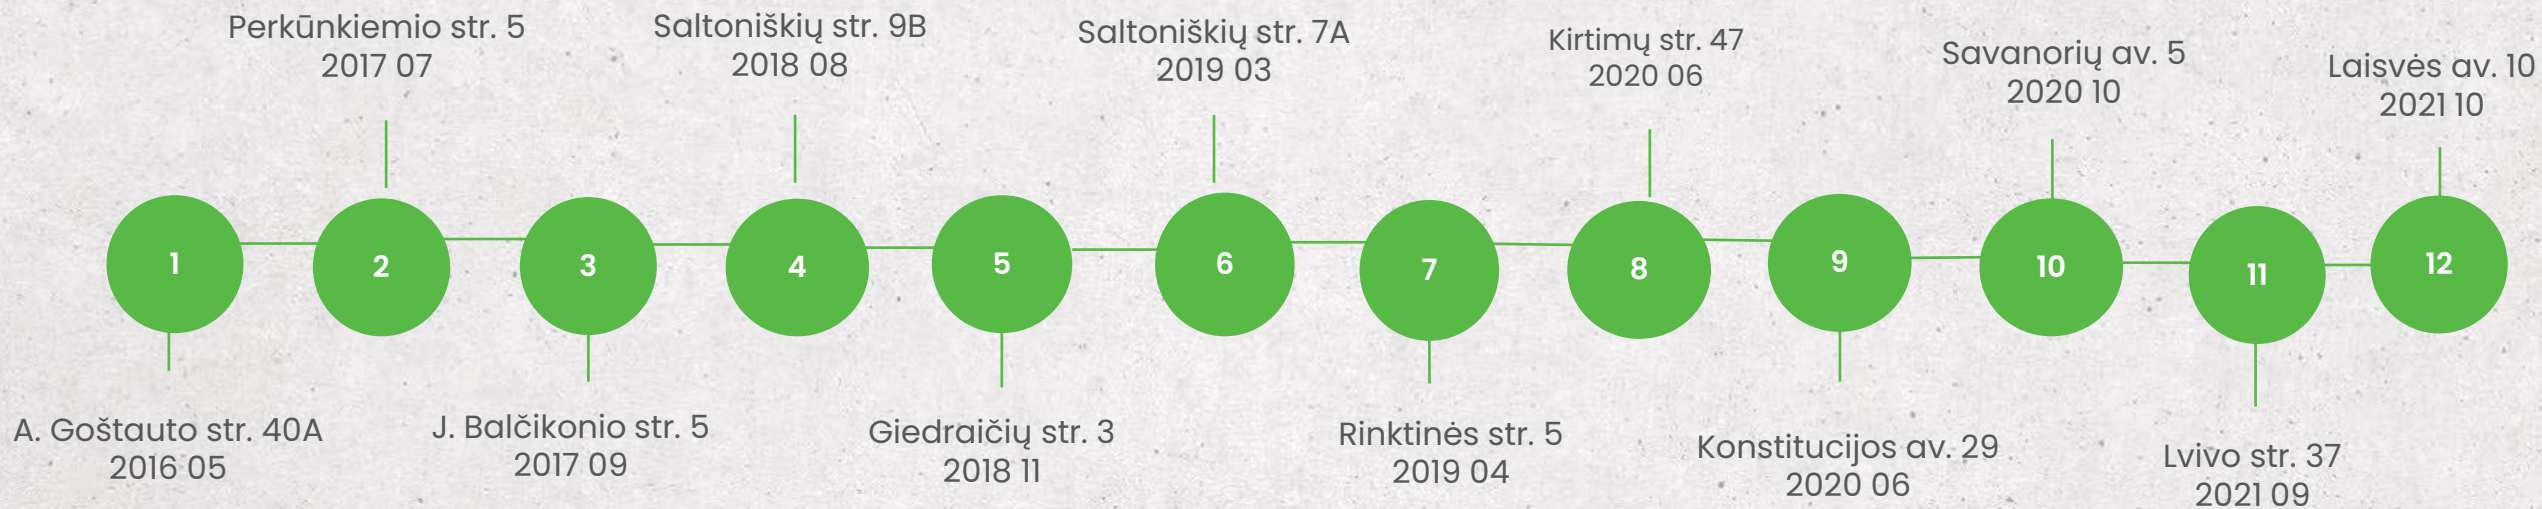 Perkūnkiemio str. 5
2017 07
Saltoniškių str. 9B
2018 08
Saltoniškių str. 7A
2019 03
Kirtimų str. 47
2020 06
Savanorių av. 5
2020 10
Laisvės av. 10
2021 10
1
2
3
4
5
6
7
8
9
10
11
12
A. Goštauto str. 40A
2016 05
J. Balčikonio str. 5
2017 09
Giedraičių str. 3
2018 11
Rinktinės str. 5
2019 04
Konstitucijos av. 29
2020 06
Lvivo str. 37
2021 09